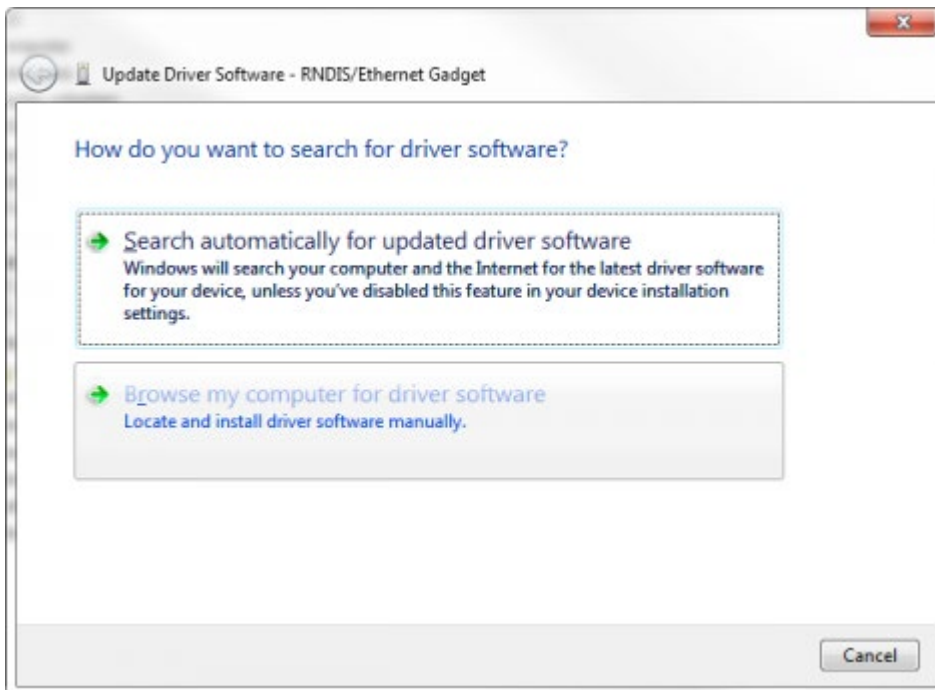 Update Driver Software - RNDIS/Ethernet Gadget
How do you want to search for driver software?
Search automatically for updated driver software
Windows will search your computer and the Internet for the latest driver software
for your device, unless you've disabled this feature in your device installation
settings.
Browse my computer for driver software
Locate and install driver software manually.
Cancel